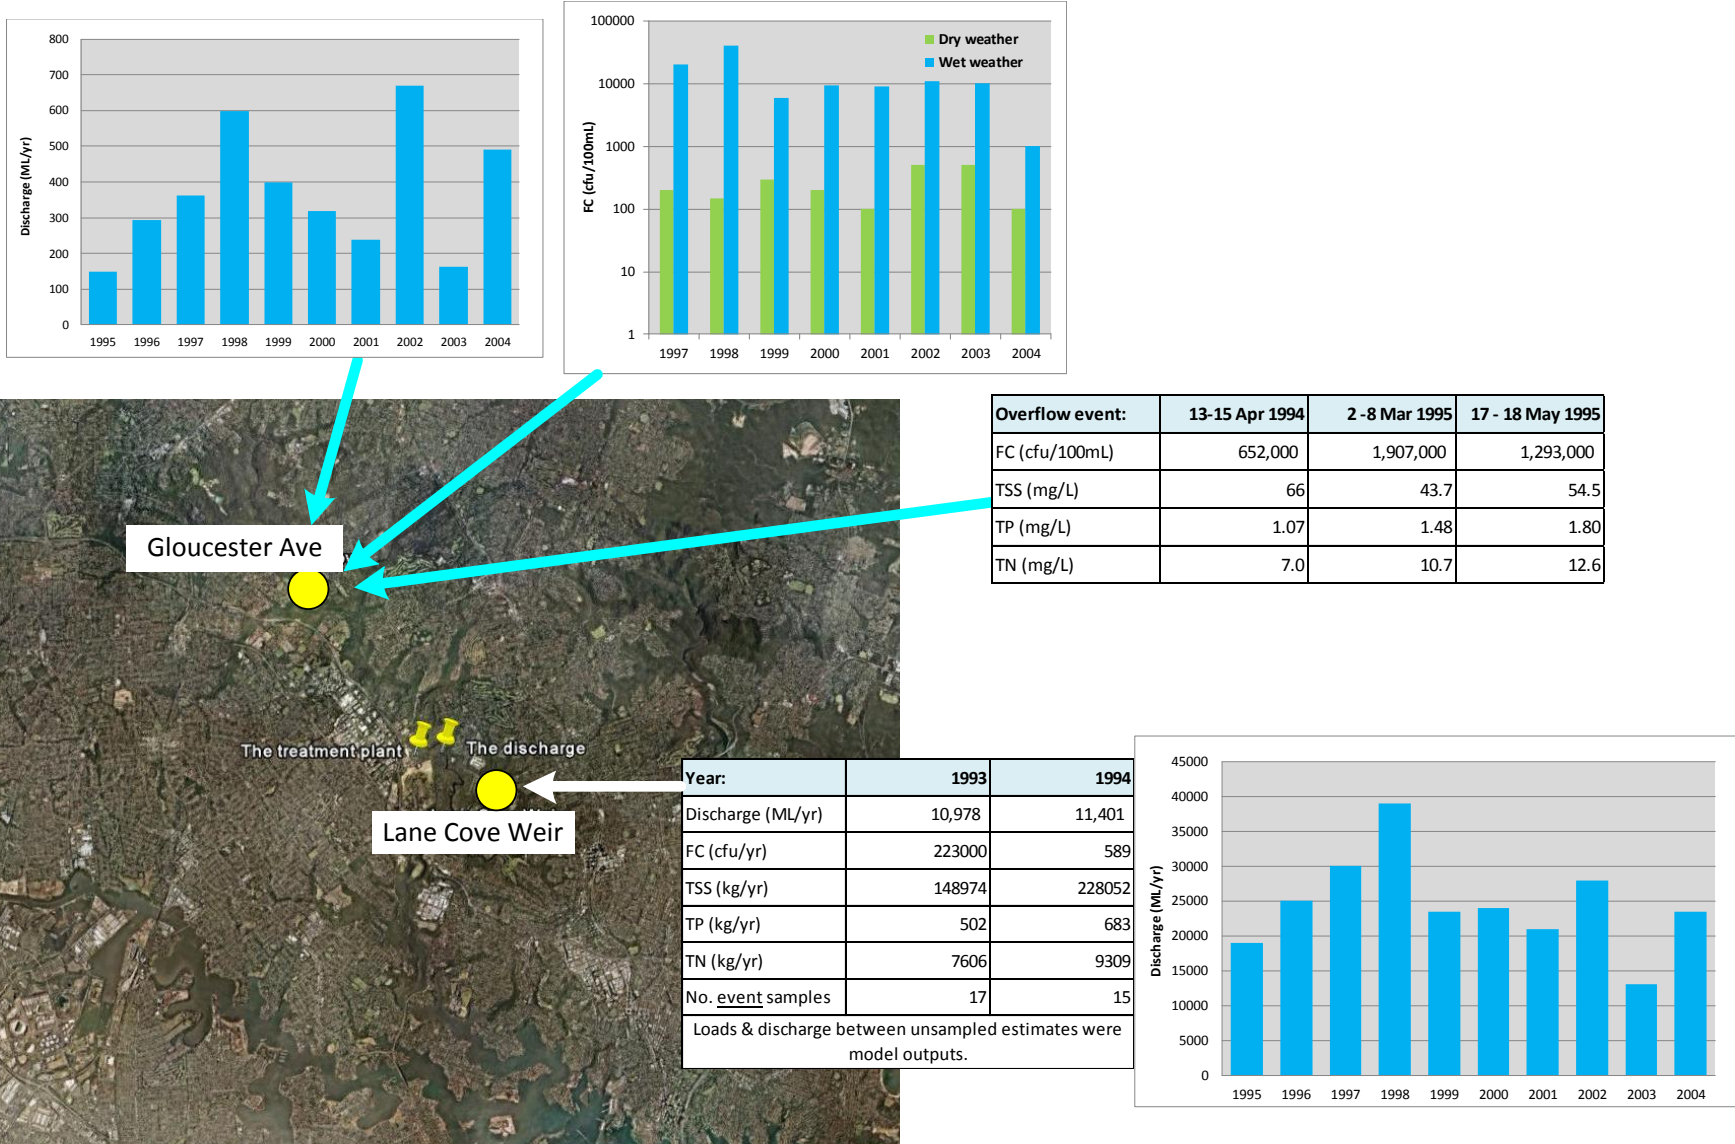 800
700
600
500
400
300
200
100
0
Discharge (ML/yr)
1995 1996 1997 1998 1999 2000 2001 2002 2003 2004
100000
10000
1000
100
10
1
FC (cfu/100mL)
Dry weather
Wet weather
1997 1998 1999 2000 2001 2002 2003 2004
Overflow event: 13-15 Apr 1994 2 -8 Mar 1995 17 - 18 May 1995
FC (cfu/100mL) 652,000 1,907,000 1,293,000
TSS (mg/L) 66 43.7 54.5
TP (mg/L) 1.07 1.48 1.80
TN (mg/L) 7.0 10.7 12.6
Gloucester Ave
The treatment plant
The discharge
Lane Cove Weir
Year: 1993 1994
Discharge (ML/yr) 10,978 11,401
FC (cfu/yr) 223000 589
TSS (kg/yr) 148974 228052
TP (kg/yr) 502 683
TN (kg/yr) 7606 9309
No. event samples 17 15
Loads & discharge between unsampled estimates were
model outputs.
45000
40000
35000
30000
25000
20000
15000
10000
5000
0
Discharge (ML/yr)
1995 1996 1997 1998 1999 2000 2001 2002 2003 2004